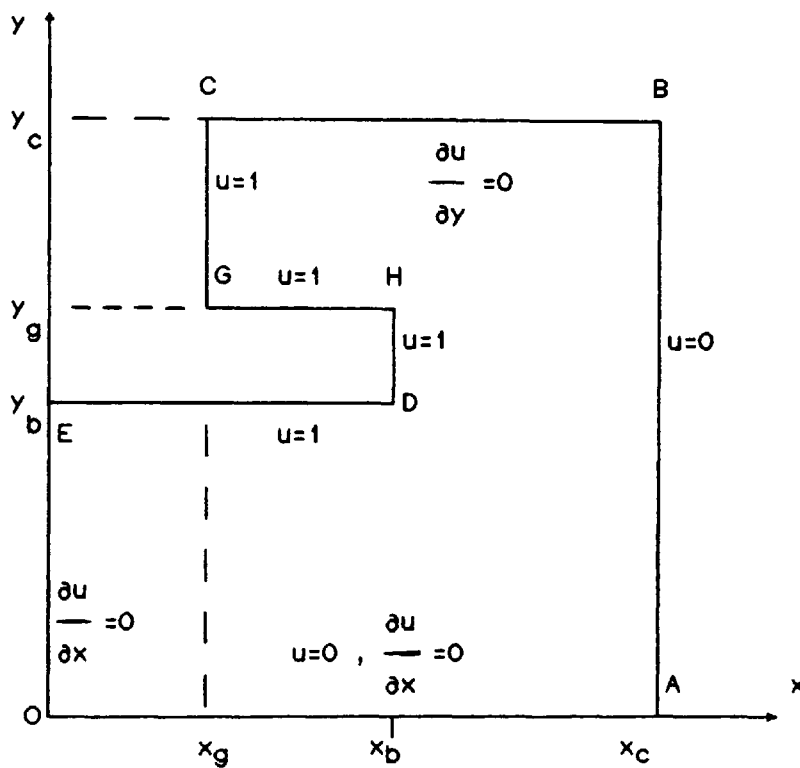 y
C B
y c
u=1 ∂u/∂y =0
G u=1 H
y g
u=1 u=0
y b
E D
u=1
∂u/∂x =0
u=0 , ∂u/∂x =0
A x
O
x g x b x c